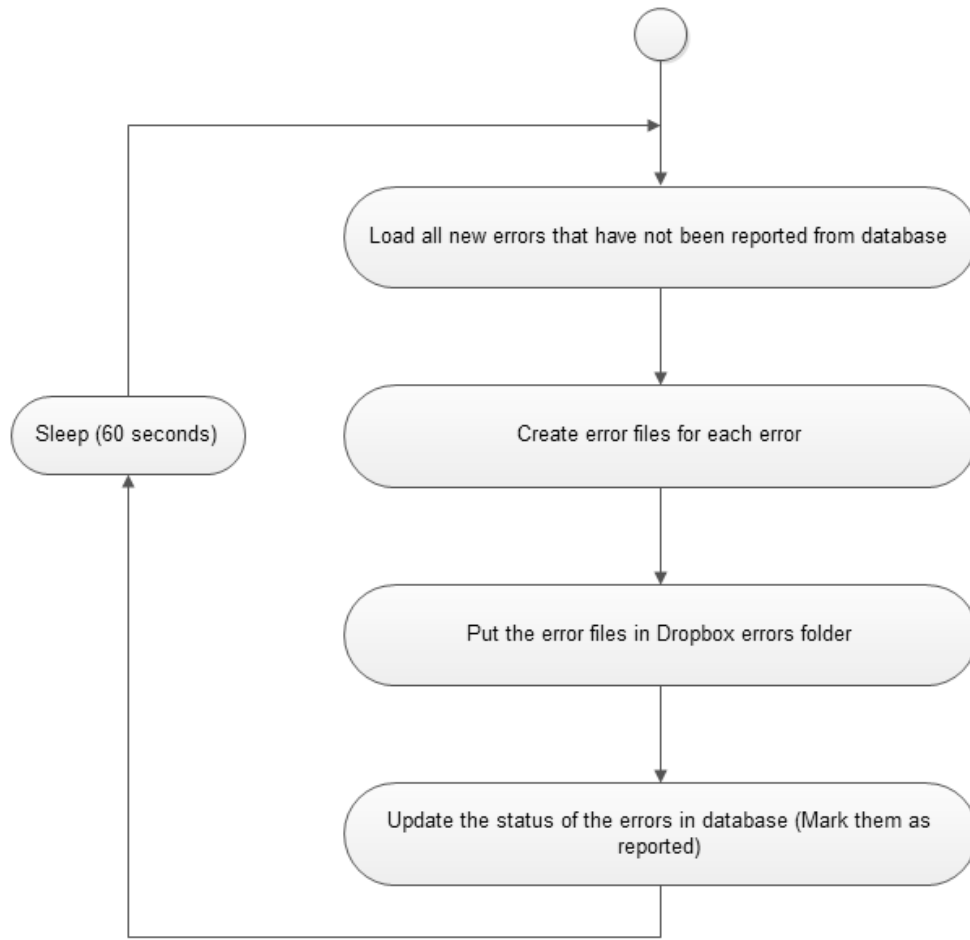 Load all new errors that have not been reported from database
Create error files for each error
Sleep (60 seconds)
Put the error files in Dropbox errors folder
Update the status of the errors in database (Mark them as
reported)